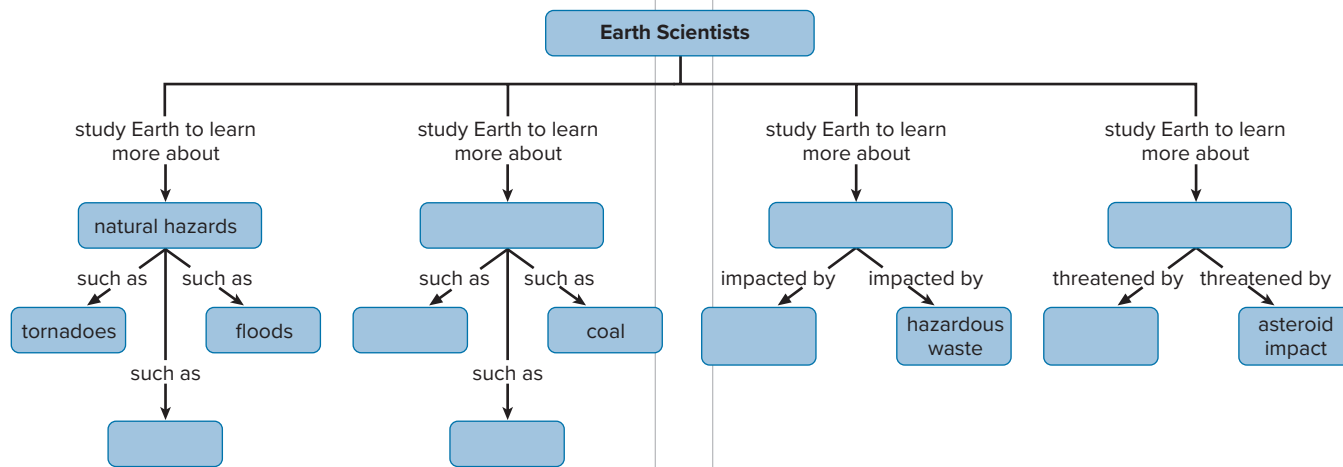 Earth Scientists
study Earth to learn
more about
study Earth to learn
more about
study Earth to learn
more about
study Earth to learn
more about
natural hazards
such as
such as
such as
such as
impacted by
impacted by
threatened by
threatened by
tornadoes
floods
coal
hazardous
waste
asteroid
impact
such as
such as